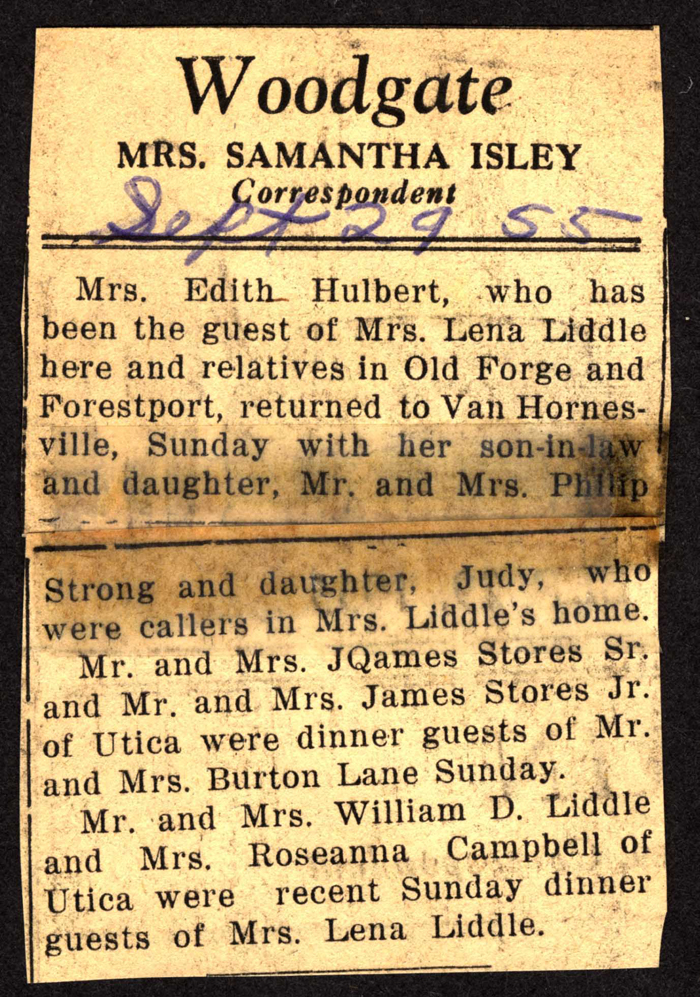 Woodgate
MRS. SAMANTHA ISLEY
Correspondent
Sept 29 55
Mrs. Edith Hulbert, who has
been the guest of Mrs. Lena Liddle
here and relatives in Old Forge and
Forestport, returned to Van Hornes-
ville, Sunday with her son-in-law
and daughter, Mr. and Mrs. Philip
Strong and daughter, Judy, who
were callers in Mrs. Liddle's home.
Mr. and Mrs. JQames Stores Sr.
and Mr. and Mrs. James Stores Jr.
of Utica were dinner guests of Mr.
and Mrs. Burton Lane Sunday.
Mr. and Mrs. William D. Liddle
and Mrs. Roseanna Campbell of
Utica were recent Sunday dinner
guests of Mrs. Lena Liddle.